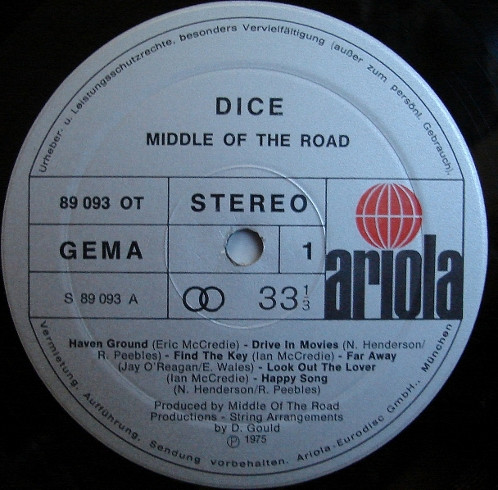 Urheber- u. Leistungsschutzrechte, besonders Vervielfältigung (außer zum persönl. Gebrauch),
DICE
MIDDLE OF THE ROAD
89 093 OT
STEREO
GEMA
1
ariola
S 89 093 A
33 1/3
Haven Ground (Eric McCredie) - Drive In Movies (N. Henderson/
R. Peebles) - Find The Key (Ian McCredie) - Far Away
(Jay O'Reagan/E. Wales) - Look Out The Lover
(Ian McCredie) - Happy Song
(N. Henderson/R. Peebles)
Produced by Middle Of The Road
Productions - String Arrangements
by D. Gould
Ⓟ 1975
Vermietung, Aufführung, Sendung vorbehalten. Ariola-Eurodisc GmbH., München